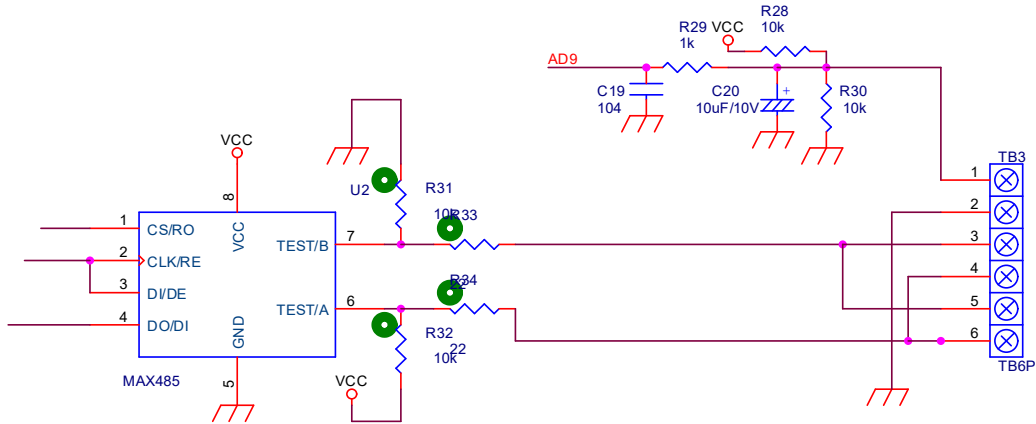 R28
10k
VCC
R29
1k
AD9
C19
104
C20
10uF/10V
+
R30
10k
VCC
8
U2
R31
10k
R33
22
TB3
1
2
3
4
5
6
TB6P
1
2
3
4
CS/RO
CLK/RE
DI/DE
DO/DI
VCC
GND
TEST/B
TEST/A
7
6
R34
22
R32
10k
VCC
5
MAX485